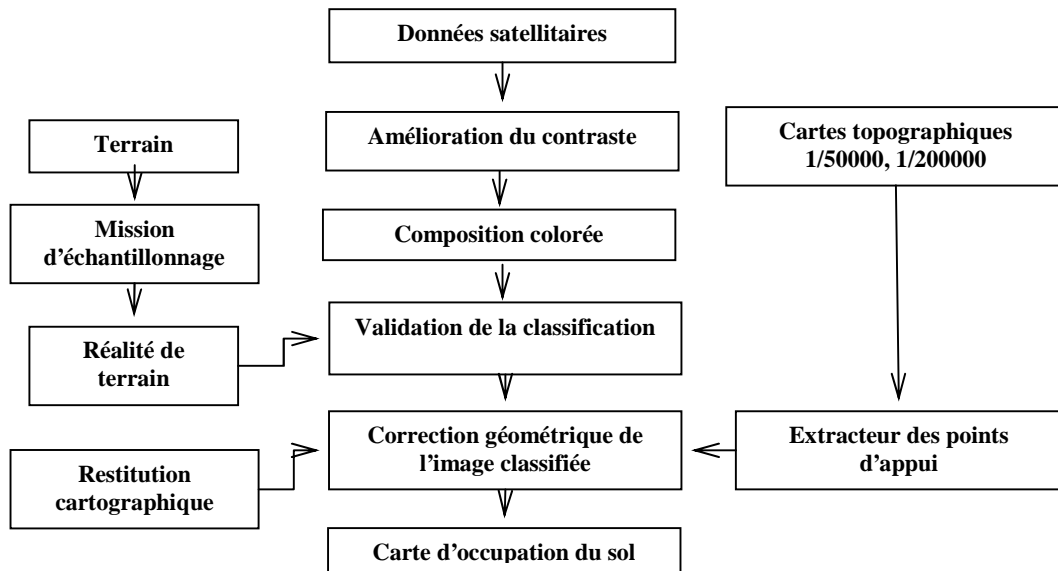 Données satellitaires
Amélioration du contraste
Cartes topographiques
1/50000, 1/200000
Terrain
Mission
d'échantillonnage
Composition colorée
Validation de la classification
Réalité de
terrain
Correction géométrique de
l'image classifiée
Extracteur des points
d'appui
Restitution
cartographique
Carte d'occupation du sol